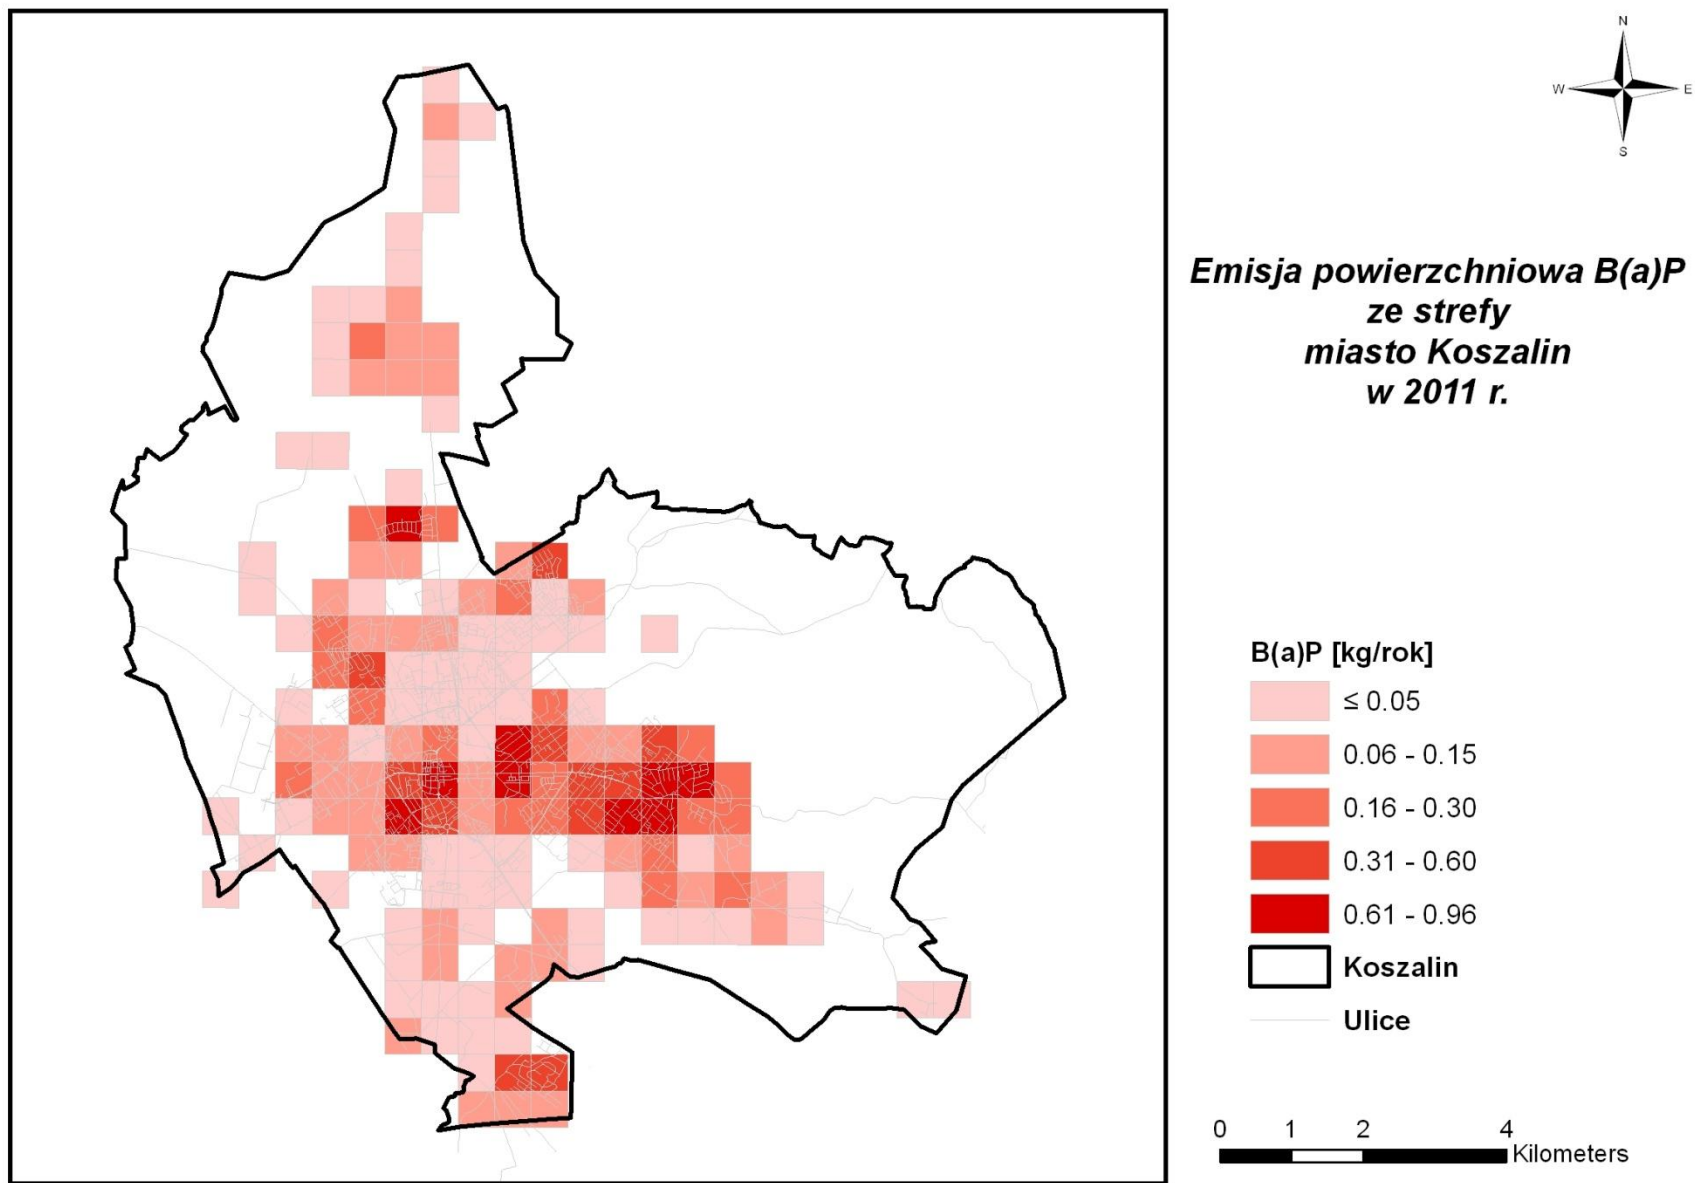 N
W E
S
Emisja powierzchniowa B(a)P
ze strefy
miasto Koszalin
w 2011 r.
B(a)P [kg/rok]
≤ 0.05
0.06 - 0.15
0.16 - 0.30
0.31 - 0.60
0.61 - 0.96
Koszalin
Ulice
0 1 2 4
Kilometers